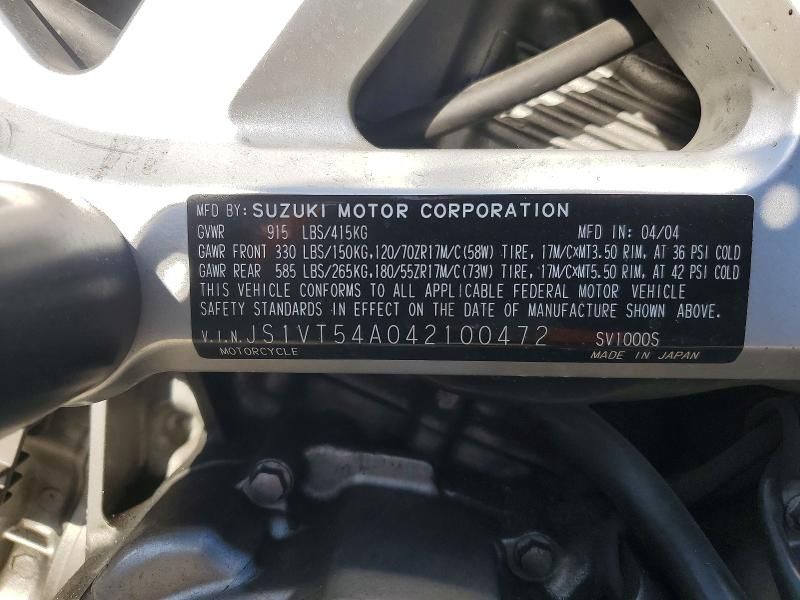 MFD BY: SUZUKI MOTOR CORPORATION
GVWR 915 LBS/415KG MFD IN: 04/04
GAWR FRONT 330 LBS/150KG, 120/70ZR17M/C(58W) TIRE, 17M/CXMT3.50 RIM, AT 36 PSI COLD
GAWR REAR 585 LBS/265KG, 180/55ZR17M/C(73W) TIRE, 17M/CXMT5.50 RIM, AT 42 PSI COLD
THIS VEHICLE CONFORMS TO ALL APPLICABLE FEDERAL MOTOR VEHICLE
SAFETY STANDARDS IN EFFECT ON THE DATE OF MANUFACTURE SHOWN ABOVE.
V.I.N. JS1VT54A042100472 SV1000S
MOTORCYCLE MADE IN JAPAN